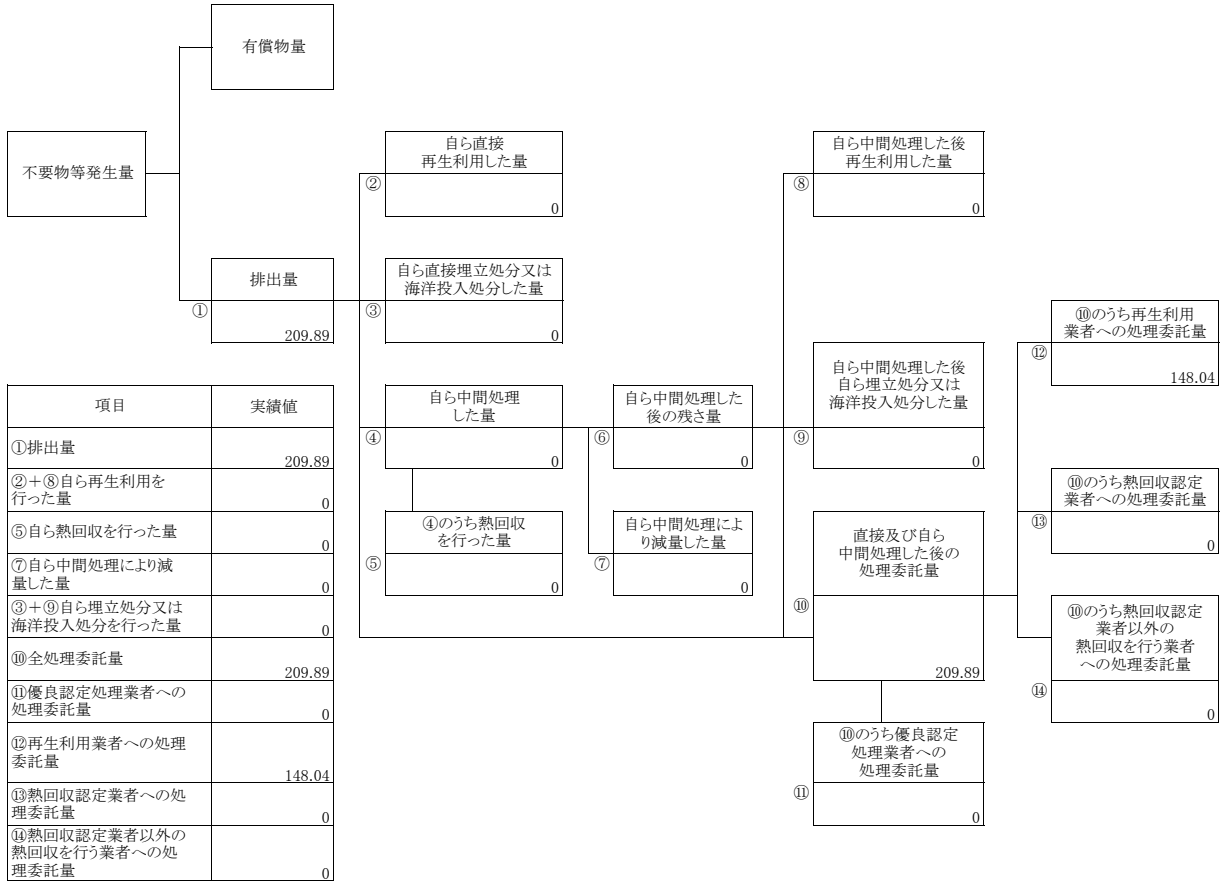 有償物量
不要物等発生量
自ら直接
再生利用した量
②
0
自ら中間処理した後
再生利用した量
⑧
0
排出量
①
209.89
自ら直接埋立処分又は
海洋投入処分した量
③
0
⑩のうち再生利用
業者への処理委託量
⑫
148.04
自ら中間処理した後
自ら埋立処分又は
海洋投入処分した量
⑨
0
自ら中間処理
した量
④
0
自ら中間処理した
後の残さ量
⑥
0
⑩のうち熱回収認定
業者への処理委託量
⑬
0
④のうち熱回収
を行った量
⑤
0
自ら中間処理によ
り減量した量
⑦
0
直接及び自ら
中間処理した後の
処理委託量
⑩
209.89
⑩のうち熱回収認定
業者以外の
熱回収を行う業者
への処理委託量
⑭
0
⑩のうち優良認定
処理業者への
処理委託量
⑪
0
項目 実績値
①排出量
209.89
②＋⑧自ら再生利用を
行った量
0
⑤自ら熱回収を行った量
0
⑦自ら中間処理により減
量した量
0
③＋⑨自ら埋立処分又は
海洋投入処分を行った量
0
⑩全処理委託量
209.89
⑪優良認定処理業者への
処理委託量
0
⑫再生利用業者への処理
委託量
148.04
⑬熱回収認定業者への処
理委託量
0
⑭熱回収認定業者以外の
熱回収を行う業者への処
理委託量
0